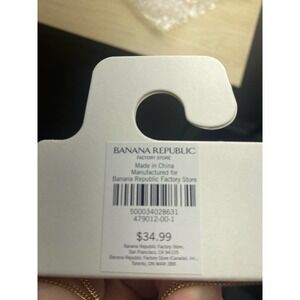 BANANA REPUBLIC
FACTORY STORE
Made in China
Manufactured for
Banana Republic Factory Store
500034028631
479012-00-1
$34.99
Banana Republic Factory Store,
San Francisco, CA 94105
Banana Republic Factory Store (Canada), Inc.,
Toronto, ON M4W